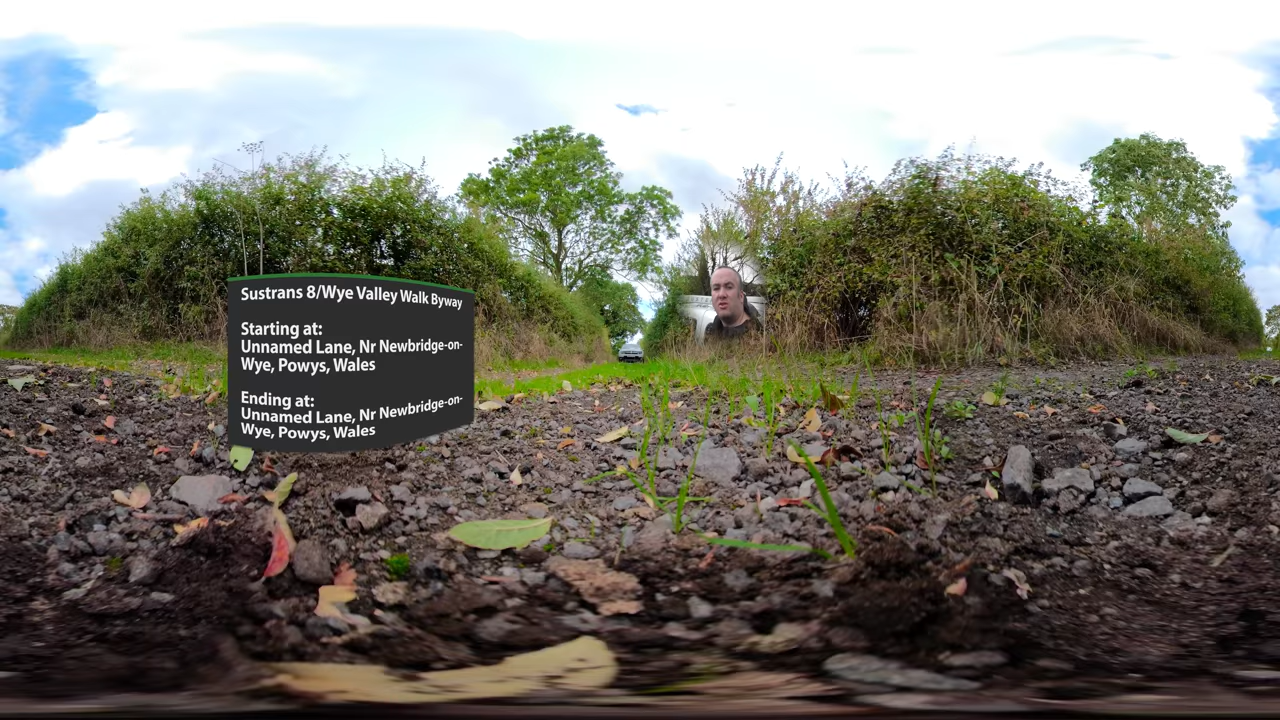 Sustrans 8/Wye Valley Walk Byway
Starting at:
Unnamed Lane, Nr Newbridge-on-
Wye, Powys, Wales
Ending at:
Unnamed Lane, Nr Newbridge-on-
Wye, Powys, Wales